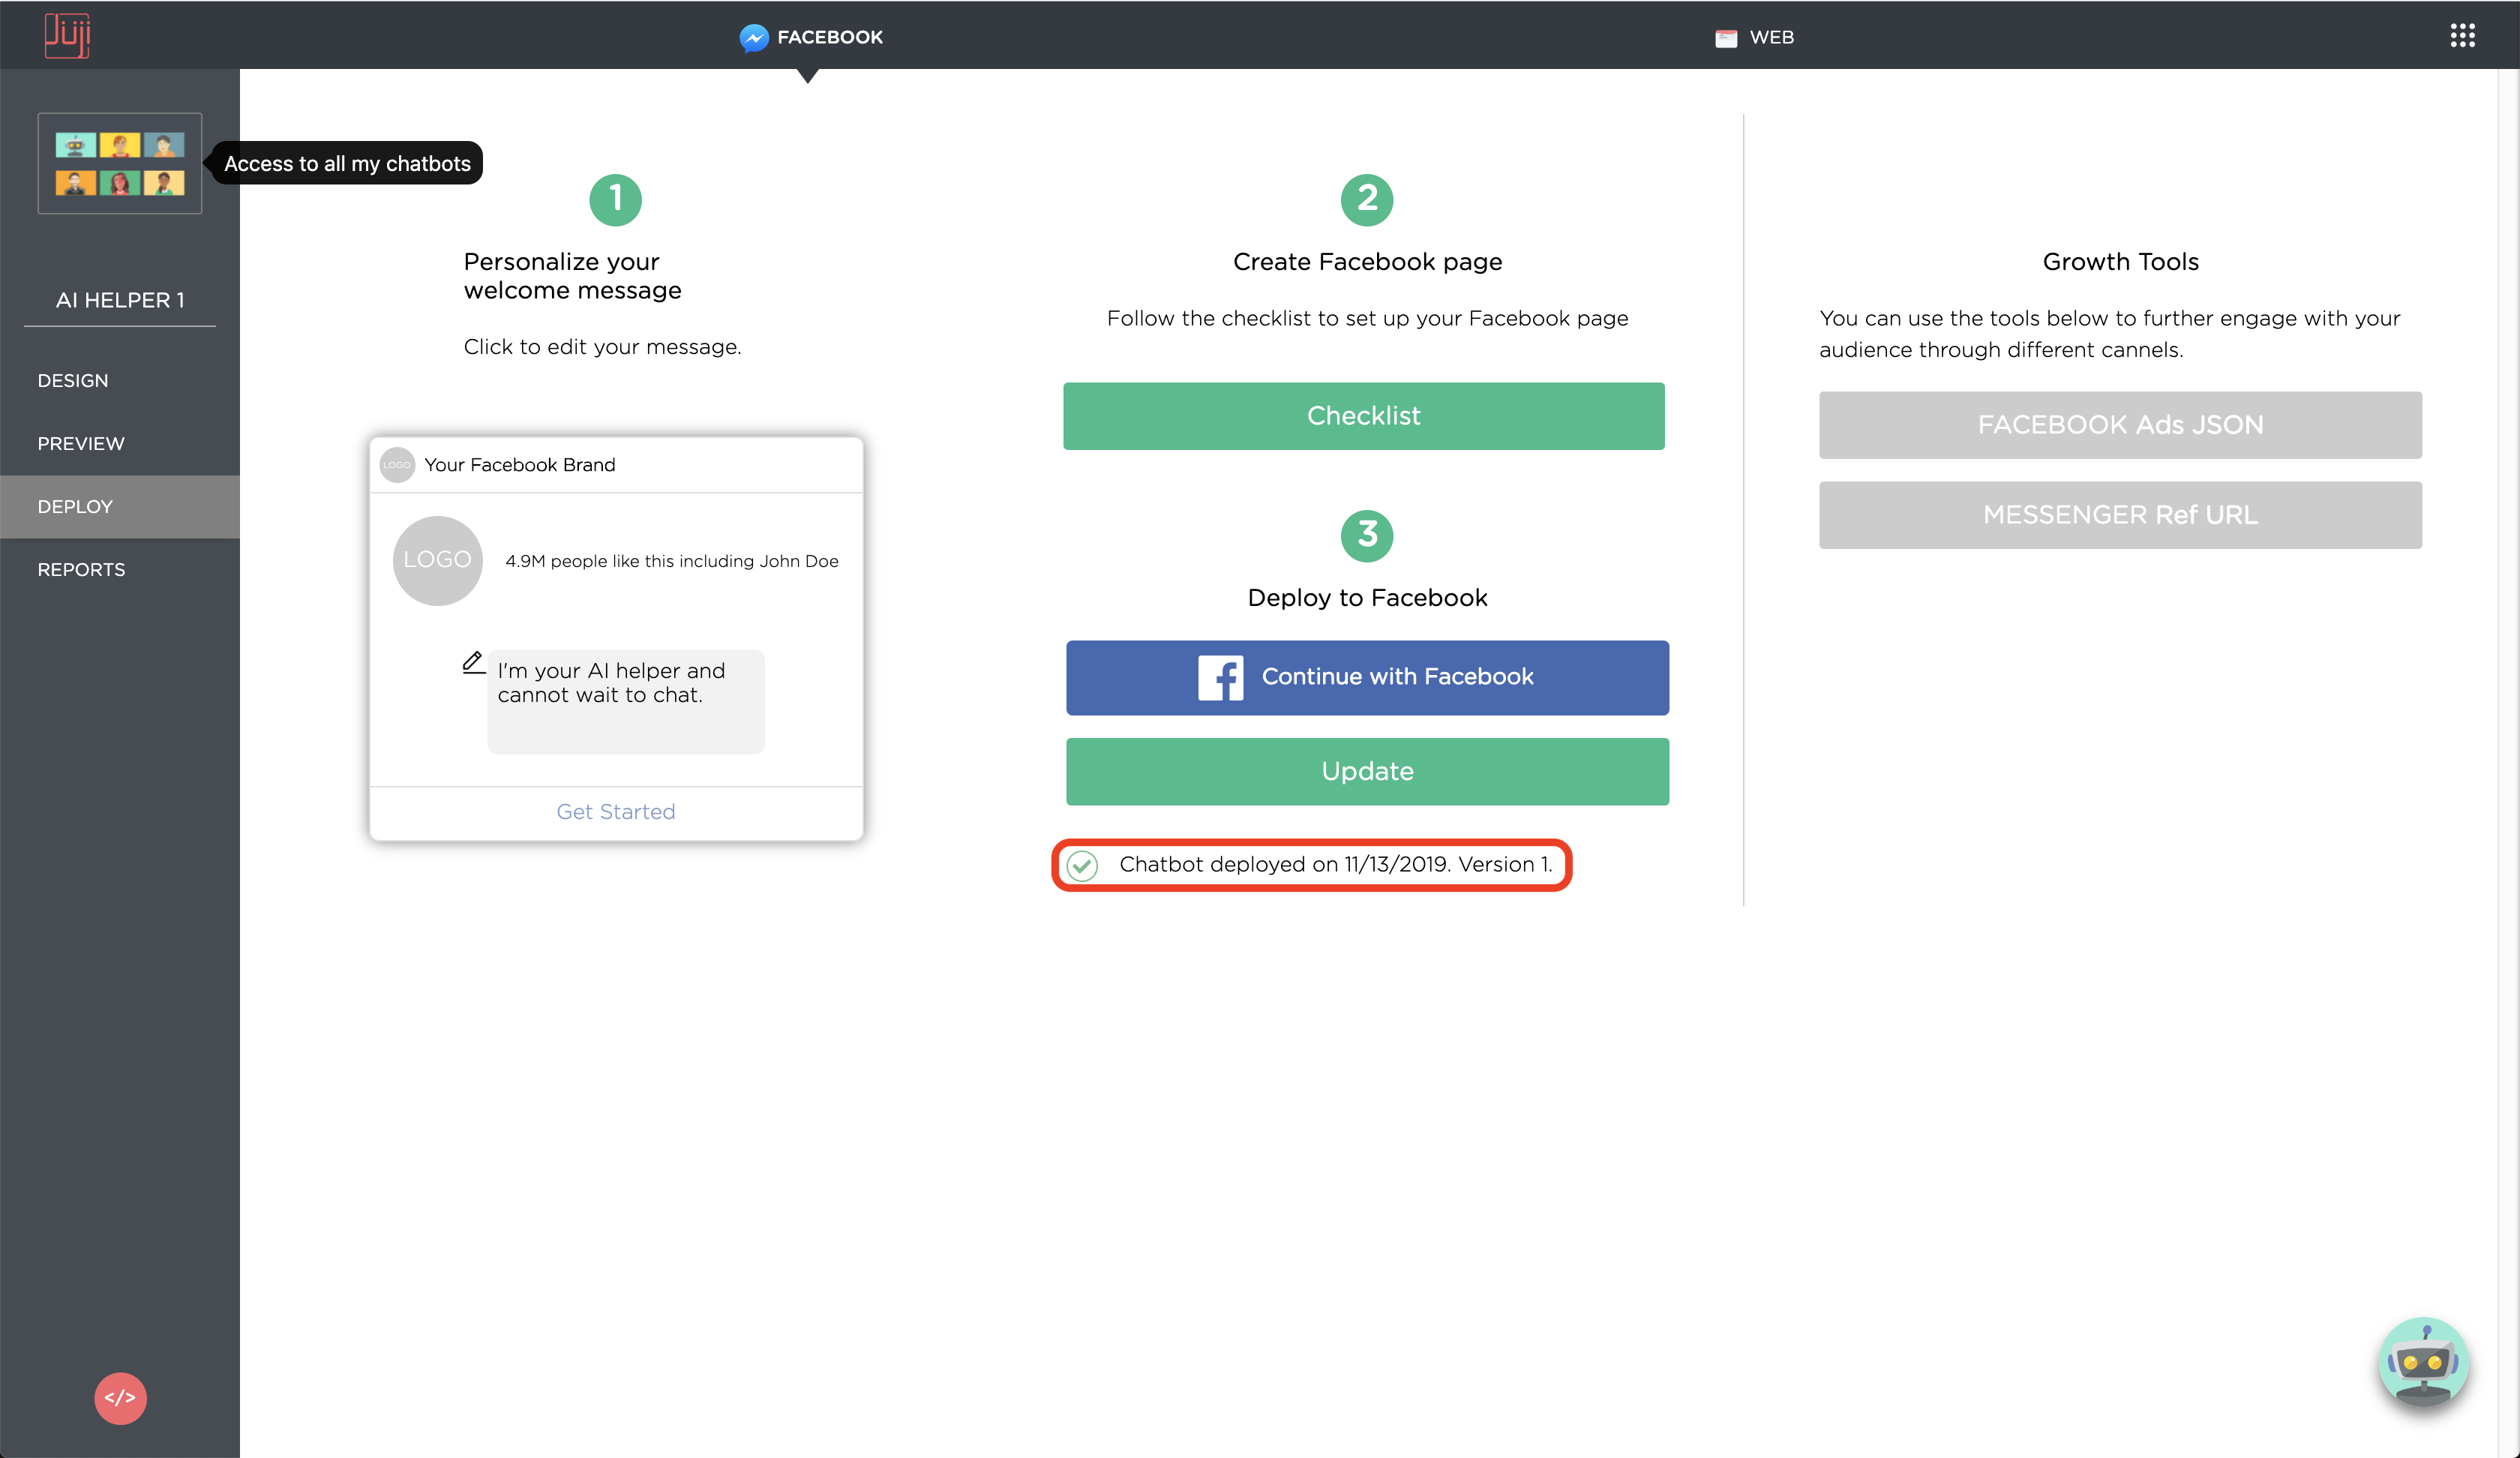 Juji
FACEBOOK
WEB
Access to all my chatbots
AI HELPER 1
DESIGN
PREVIEW
DEPLOY
REPORTS
</>
1
Personalize your
welcome message
Click to edit your message.
LOGO
Your Facebook Brand
LOGO
4.9M people like this including John Doe
I'm your AI helper and
cannot wait to chat.
Get Started
2
Create Facebook page
Follow the checklist to set up your Facebook page
Checklist
3
Deploy to Facebook
Continue with Facebook
Update
Chatbot deployed on 11/13/2019. Version 1.
Growth Tools
You can use the tools below to further engage with your
audience through different cannels.
FACEBOOK Ads JSON
MESSENGER Ref URL